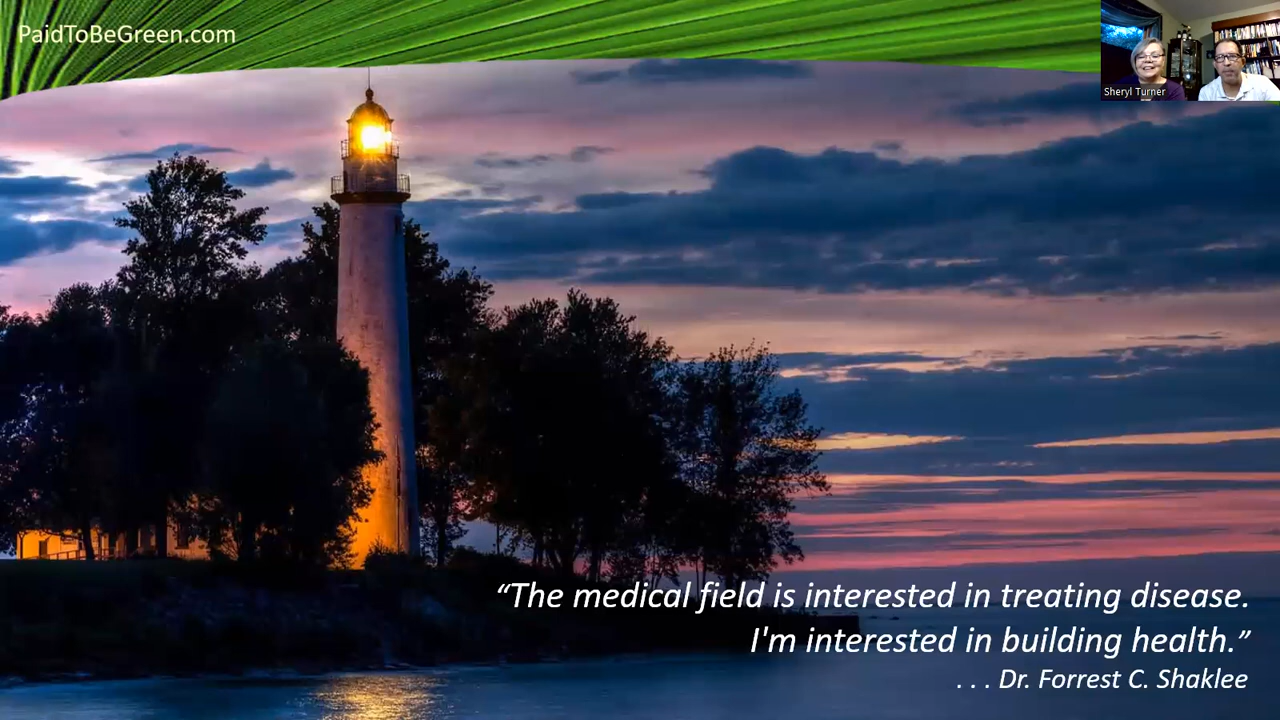 PaidToBeGreen.com
Sheryl Turner
“The medical field is interested in treating disease.
I'm interested in building health.”
. . . Dr. Forrest C. Shaklee